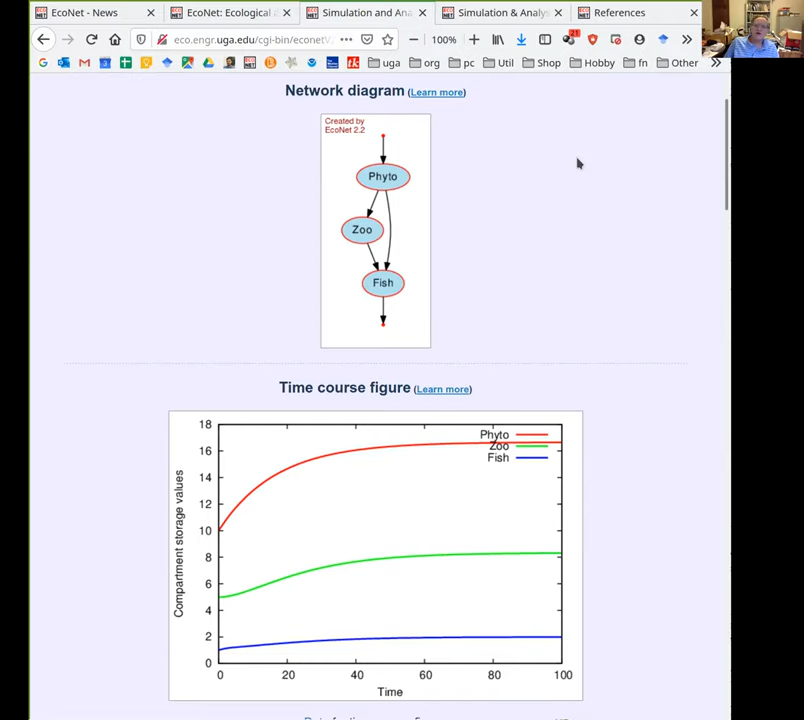 EcoNet - News
EcoNet: Ecological
Simulation and Ana
Simulation & Analys
References
eco.engr.uga.edu/cgi-bin/econetV
100%
21
uga
org
pc
Util
Shop
Hobby
fn
Other
Network diagram (Learn more)
Created by
EcoNet 2.2
Phyto
Zoo
Fish
Time course figure (Learn more)
18
16
14
12
10
8
6
4
2
0
Compartment storage values
Phyto
Zoo
Fish
0
20
40
60
80
100
Time